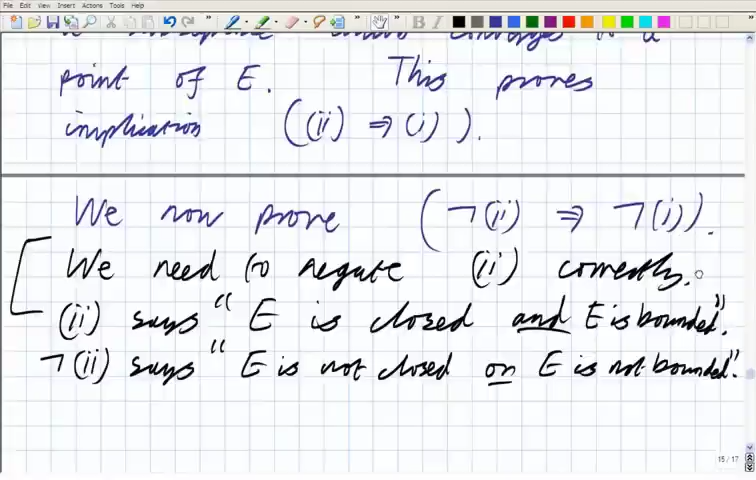 File Edit View Insert Actions Tools Help
B I
a
point of E. This proves
implication ((ii) ⇒ (i)).
We now prove (¬(ii) ⇒ ¬(i)).
We need to negate (ii) correctly.
(ii) says "E is closed and E is bounded".
¬(ii) says "E is not closed or E is not bounded".
15 / 17